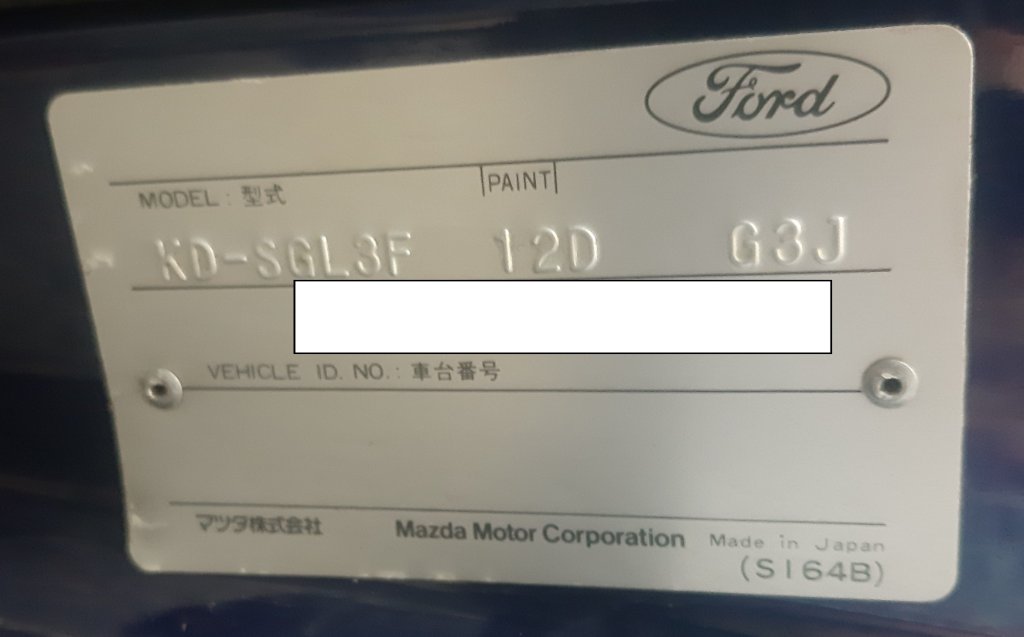 Ford
MODEL : 型式 PAINT
KD-SGL3F 12D G3J
VEHICLE ID. NO. : 車台番号
マツダ株式会社 Mazda Motor Corporation Made in Japan
(S164B)